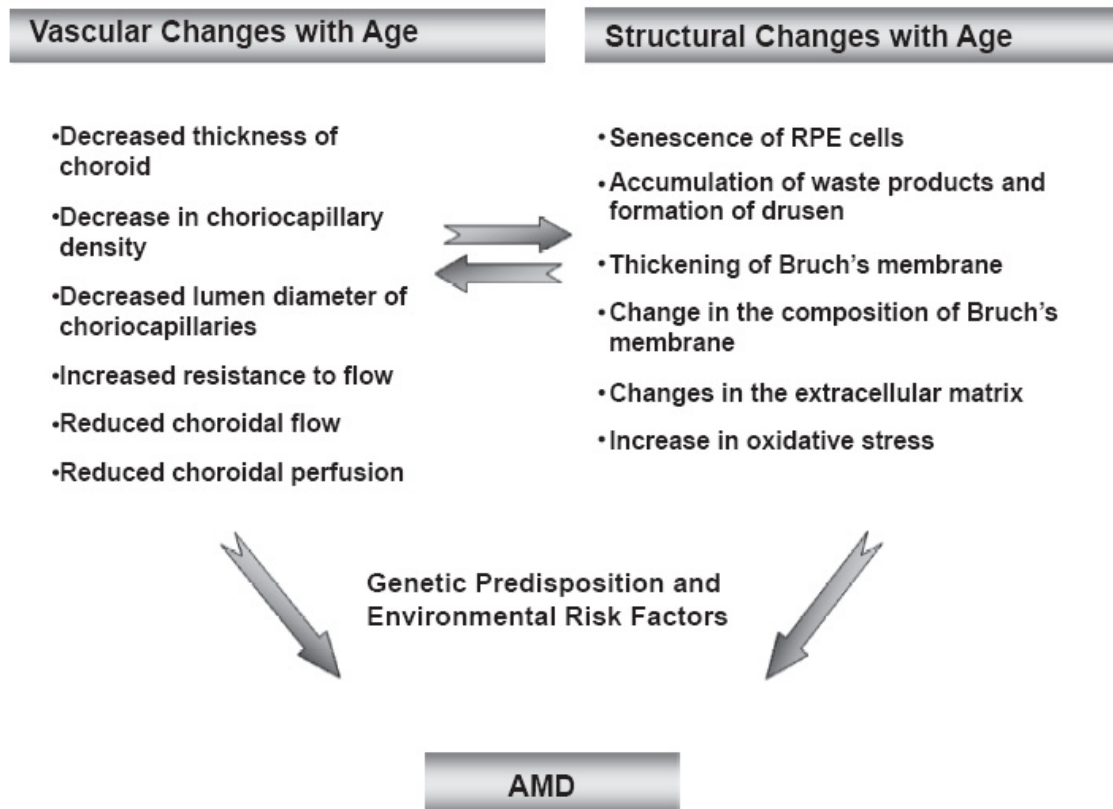 Vascular Changes with Age
•Decreased thickness of
choroid
•Decrease in choriocapillary
density
•Decreased lumen diameter of
choriocapillaries
•Increased resistance to flow
•Reduced choroidal flow
•Reduced choroidal perfusion
Structural Changes with Age
•Senescence of RPE cells
•Accumulation of waste products and
formation of drusen
•Thickening of Bruch’s membrane
•Change in the composition of Bruch’s
membrane
•Changes in the extracellular matrix
•Increase in oxidative stress
Genetic Predisposition and
Environmental Risk Factors
AMD